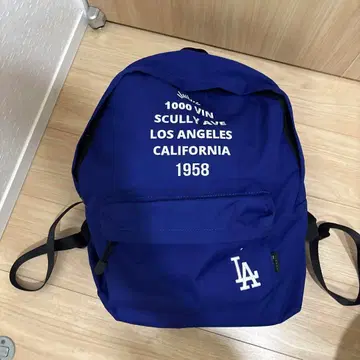 1000 VIN
SCULLY AVE
LOS ANGELES
CALIFORNIA
1958
LA